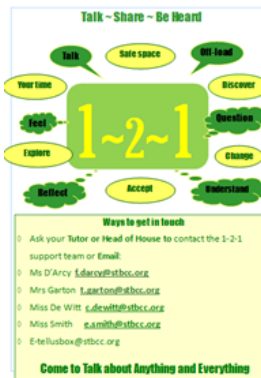 Talk ~ Share ~ Be Heard
Talk
Safe space
Off-load
Your time
Discover
Feel
1~2~1
Question
Explore
Change
Reflect
Accept
Understand
Ways to get in touch
◊ Ask your Tutor or Head of House to contact the 1-2-1
support team or Email:
◊ Ms D'Arcy f.darcy@stbcc.org
◊ Mrs Garton t.garton@stbcc.org
◊ Miss De Witt c.dewitt@stbcc.org
◊ Miss Smith e.smith@stbcc.org
◊ E-tellusbox@stbcc.org
Come to Talk about Anything and Everything